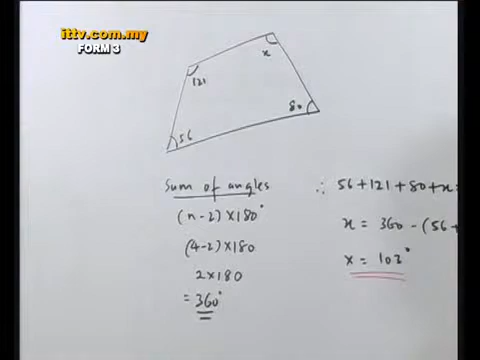 ittv.com.my
FORM 3
x
121
80
56
Sum of angles
(n-2)×180°
(4-2)×180
2×180
=360°
∴ 56+121+80+x=
x = 360-(56+
x = 103°